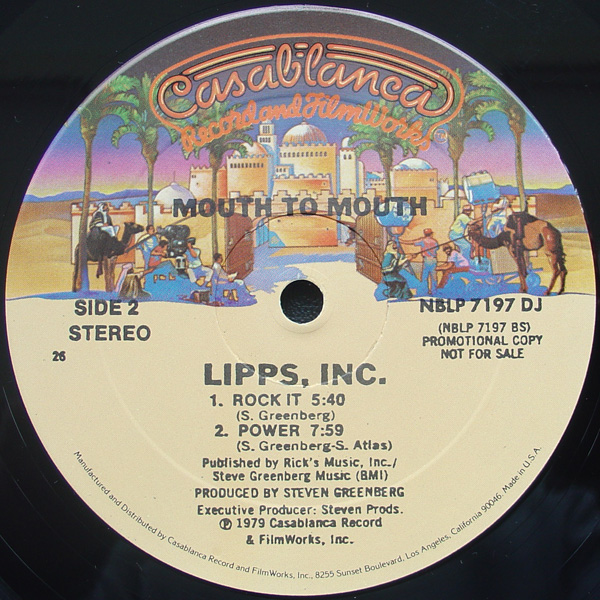 Casablanca
Record and FilmWorks
MOUTH TO MOUTH
SIDE 2
STEREO
26
NBLP 7197 DJ
(NBLP 7197 BS)
PROMOTIONAL COPY
NOT FOR SALE
LIPPS, INC.
1. ROCK IT 5:40
(S. Greenberg)
2. POWER 7:59
(S. Greenberg-S. Atlas)
Published by Rick's Music, Inc./
Steve Greenberg Music (BMI)
PRODUCED BY STEVEN GREENBERG
Executive Producer: Steven Prods.
℗ 1979 Casablanca Record
& FilmWorks, Inc.
Manufactured and Distributed by Casablanca Record and FilmWorks, Inc., 8255 Sunset Boulevard, Los Angeles, California 90046. Made in U.S.A.